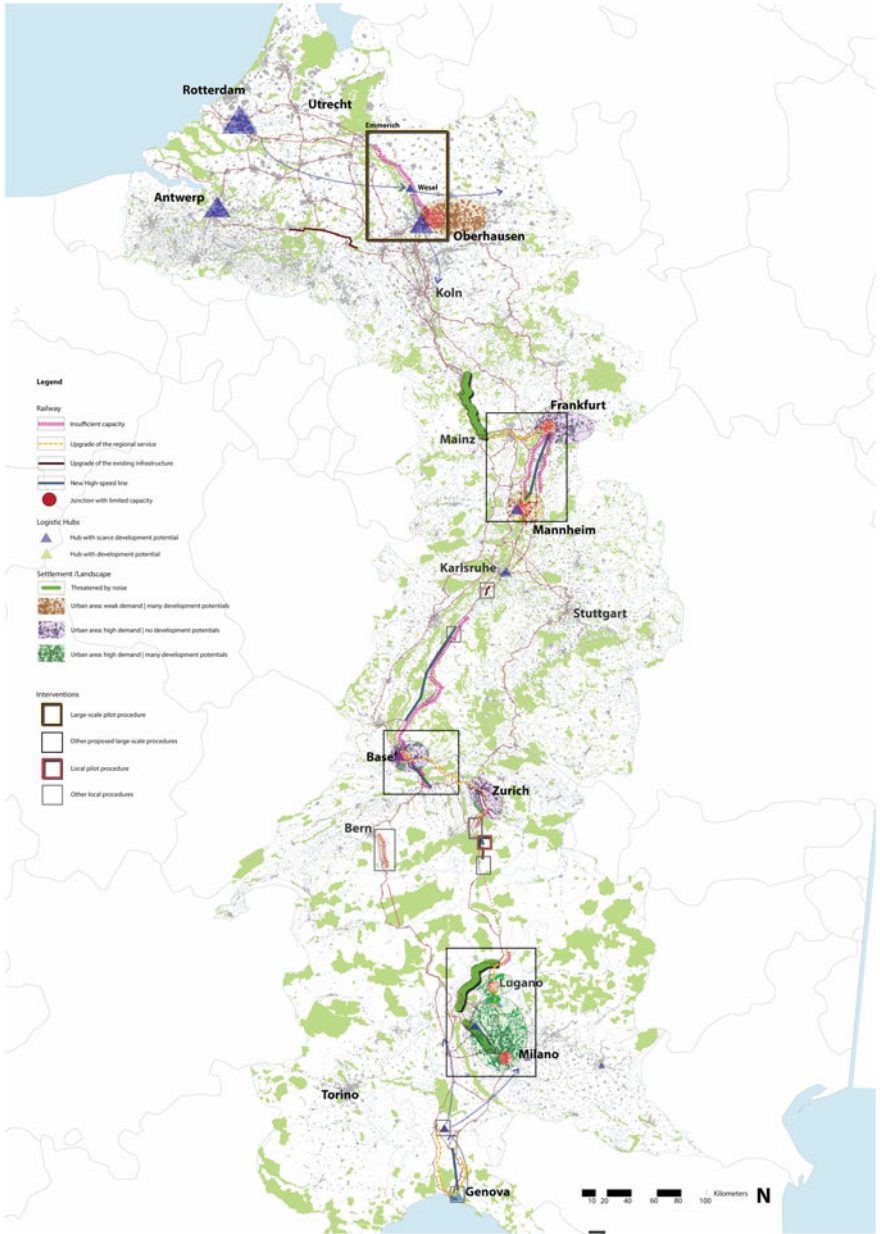 Rotterdam
Utrecht
Emmerich
Wesel
Antwerp
Oberhausen
Koln
Legend
Railway
Insufficient capacity
Upgrade of the regional service
Upgrade of the existing infrastructure
New High-speed line
Junction with limited capacity
Logistic Hubs
Hub with scarce development potential
Hub with development potential
Settlement /Landscape
Threatened by noise
Urban area: weak demand | many development potentials
Urban area: high demand | no development potentials
Urban area: high demand | many development potentials
Interventions
Large-scale pilot procedure
Other proposed large-scale procedures
Local pilot procedure
Other local procedures
Frankfurt
Mainz
Mannheim
Karlsruhe
Stuttgart
Basel
Zurich
Bern
Lugano
Milano
Torino
Genova
10 20 40 60 80 100 Kilometers N